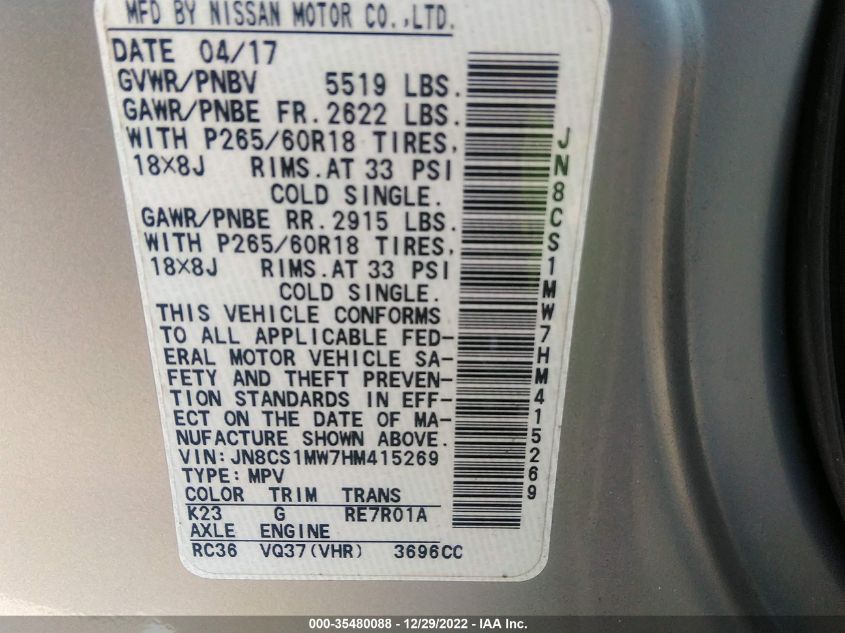 MFD BY NISSAN MOTOR CO.,LTD.
DATE 04/17
GVWR/PNBV 5519 LBS.
GAWR/PNBE FR. 2622 LBS.
WITH P265/60R18 TIRES,
18X8J RIMS.AT 33 PSI
COLD SINGLE.
GAWR/PNBE RR. 2915 LBS.
WITH P265/60R18 TIRES,
18X8J RIMS.AT 33 PSI
COLD SINGLE.
THIS VEHICLE CONFORMS
TO ALL APPLICABLE FED-
ERAL MOTOR VEHICLE SA-
FETY AND THEFT PREVEN-
TION STANDARDS IN EFF-
ECT ON THE DATE OF MA-
NUFACTURE SHOWN ABOVE.
VIN:JN8CS1MW7HM415269
TYPE:MPV
COLOR TRIM TRANS
K23 G RE7R01A
AXLE ENGINE
RC36 VQ37(VHR) 3696CC
JN8CS1MW7HM415269
000-35480088 - 12/29/2022 - IAA Inc.